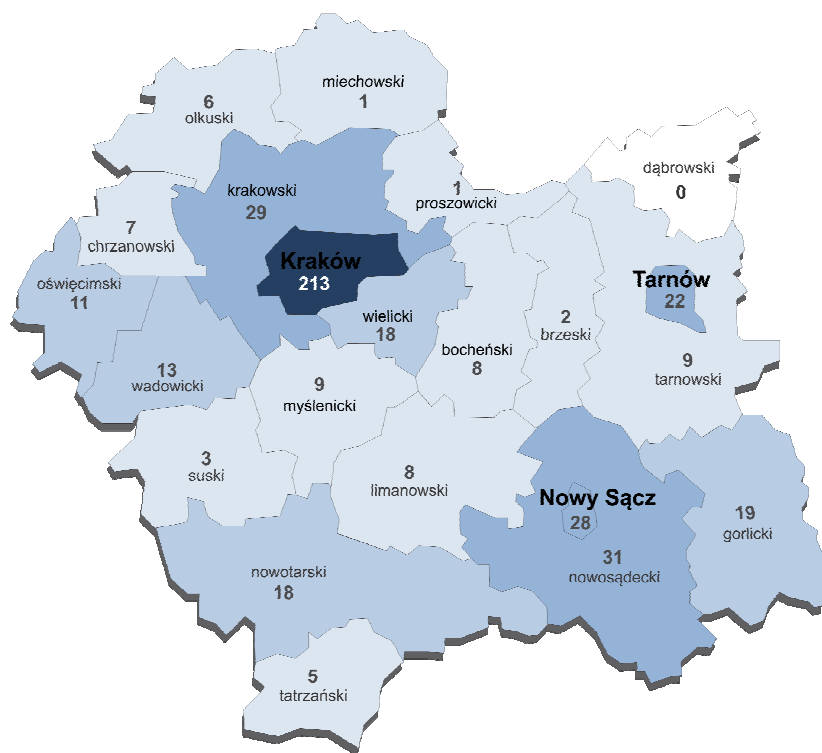 miechowski
1
6
olkuski
dąbrowski
0
krakowski
29
1
proszowicki
7
chrzanowski
Kraków
213
oświęcimski
11
Tarnów
22
wielicki
18
2
brzeski
bocheński
8
9
tarnowski
13
wadowicki
9
myślenicki
3
suski
8
limanowski
Nowy Sącz
28
19
gorlicki
31
nowosądecki
nowotarski
18
5
tatrzański